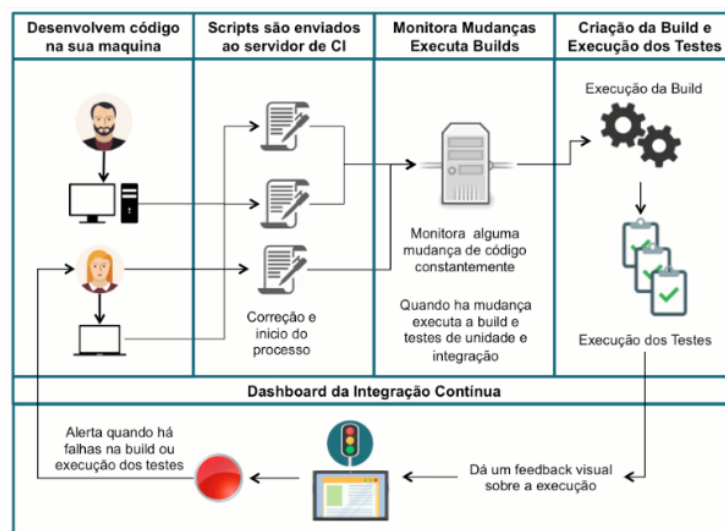 Desenvolvem código
na sua maquina
Scripts são enviados
ao servidor de CI
Monitora Mudanças
Executa Builds
Criação da Build e
Execução dos Testes
Execução da Build
Monitora alguma
mudança de código
constantemente
Correção e
inicio do
processo
Quando ha mudança
executa a build e
testes de unidade e
integração
Execução dos Testes
Dashboard da Integração Contínua
Alerta quando há
falhas na build ou
execução dos testes
Dá um feedback visual
sobre a execução